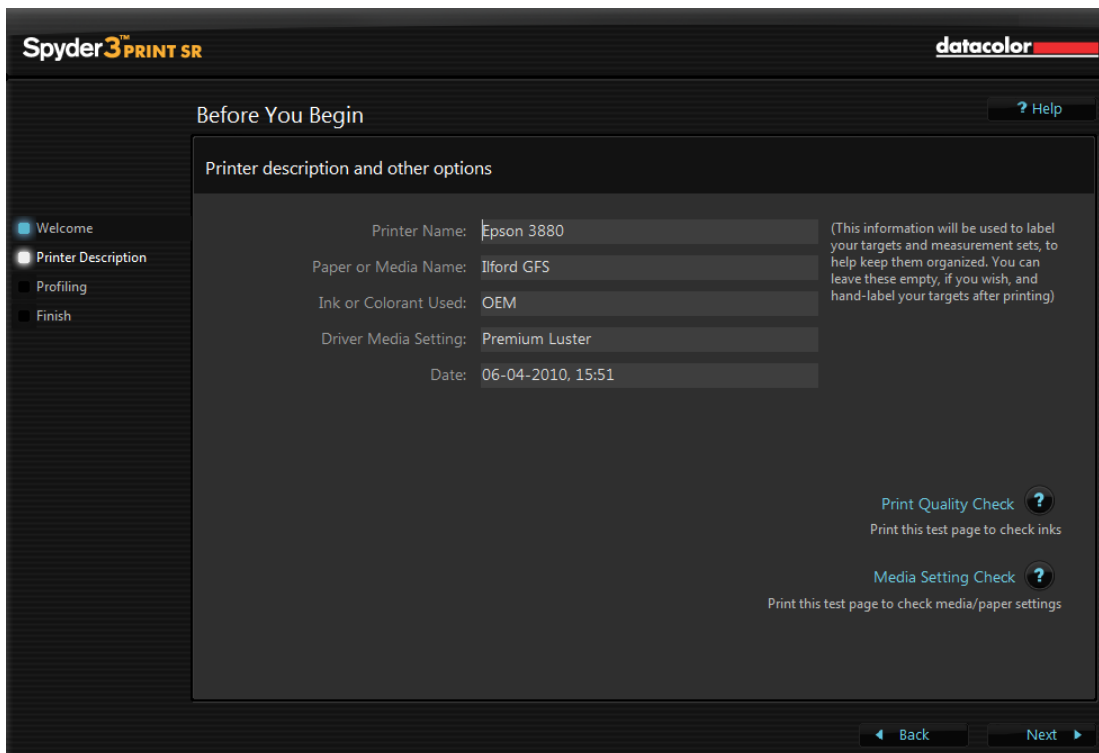 Spyder3™PRINT SR
datacolor
Before You Begin
? Help
Printer description and other options
Welcome
Printer Description
Profiling
Finish
Printer Name: Epson 3880
Paper or Media Name: Ilford GFS
Ink or Colorant Used: OEM
Driver Media Setting: Premium Luster
Date: 06-04-2010, 15:51
(This information will be used to label
your targets and measurement sets, to
help keep them organized. You can
leave these empty, if you wish, and
hand-label your targets after printing)
Print Quality Check ?
Print this test page to check inks
Media Setting Check ?
Print this test page to check media/paper settings
Back
Next